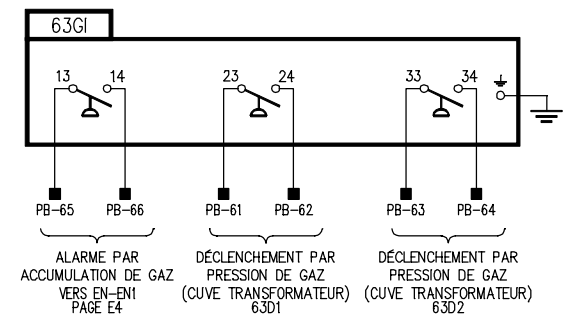 63GI
13 14 23 24 33 34
PB-65 PB-66 PB-61 PB-62 PB-63 PB-64
ALARME PAR
ACCUMULATION DE GAZ
VERS EN-EN1
PAGE E4
DÉCLENCHEMENT PAR
PRESSION DE GAZ
(CUVE TRANSFORMATEUR)
63D1
DÉCLENCHEMENT PAR
PRESSION DE GAZ
(CUVE TRANSFORMATEUR)
63D2